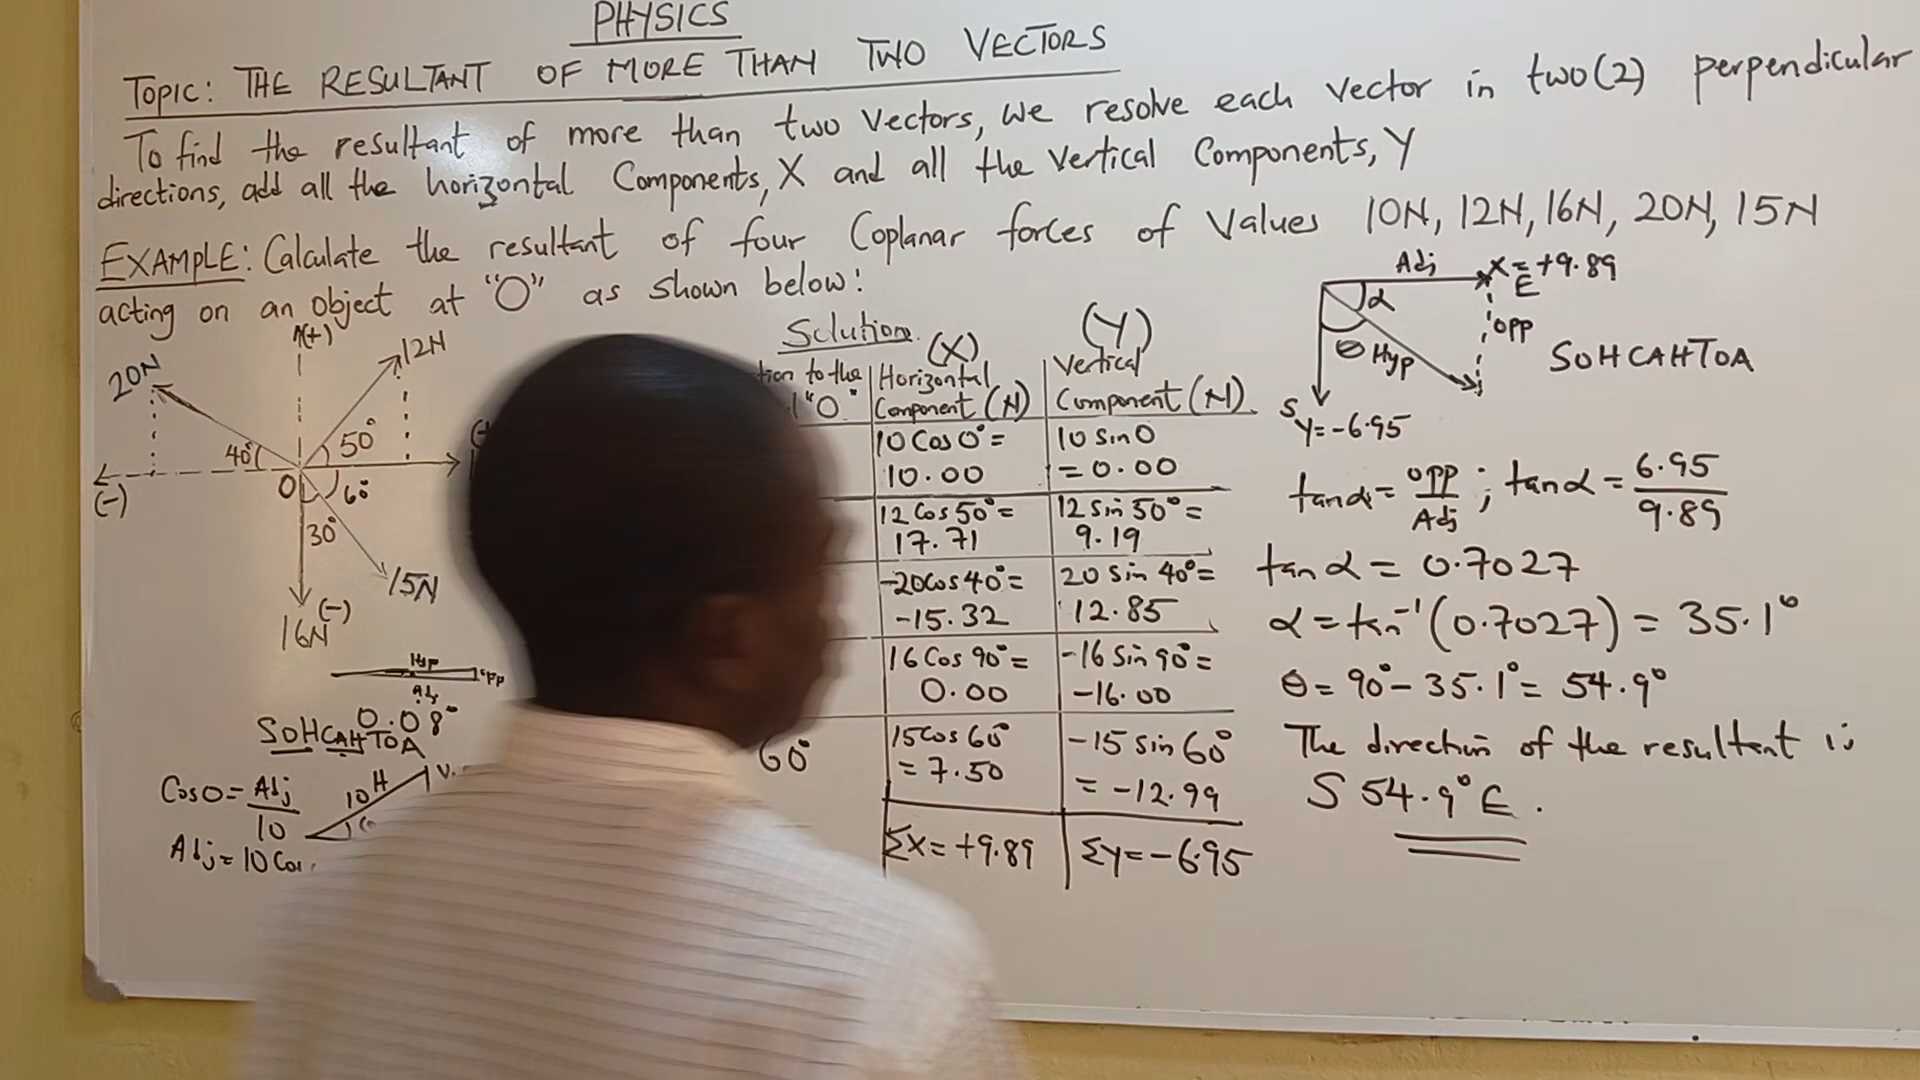 PHYSICS
TOPIC: THE RESULTANT OF MORE THAN TWO VECTORS
To find the resultant of more than two vectors, we resolve each vector in two(2) perpendicular
directions, add all the horizontal components, X and all the vertical components, Y
EXAMPLE: Calculate the resultant of four coplanar forces of values 10N, 12N, 16N, 20N, 15N
acting on an object at "O" as shown below:
(+)
20N
12N
40°
50°
(-)
O
60°
30°
15N
(-)
16N
Hyp
opp
Adj
0.08°
SOHCAHTOA
Cosθ = Adj/10
10 H
V.
Adj = 10 Cos
Solution
tion to the
"O"
(X)
Horizontal
Component (N)
(Y)
Vertical
Component (N)
10 Cos 0° =
10.00
10 sin 0
= 0.00
12 Cos 50° =
17.71
12 sin 50° =
9.19
-20cos 40° =
-15.32
20 Sin 40° =
12.85
16 Cos 90° =
0.00
-16 Sin 90° =
-16.00
60°
15cos 60°
= 7.50
-15 sin 60°
= -12.99
ΣX = +9.89
Σy = -6.95
Adj
X = +9.89
E
α
opp
θ
Hyp
SOHCAHTOA
S
Y = -6.95
tanα = opp/Adj ; tanα = 6.95/9.89
tan α = 0.7027
α = tan⁻¹(0.7027) = 35.1°
θ = 90° - 35.1° = 54.9°
The direction of the resultant is
S 54.9° E.